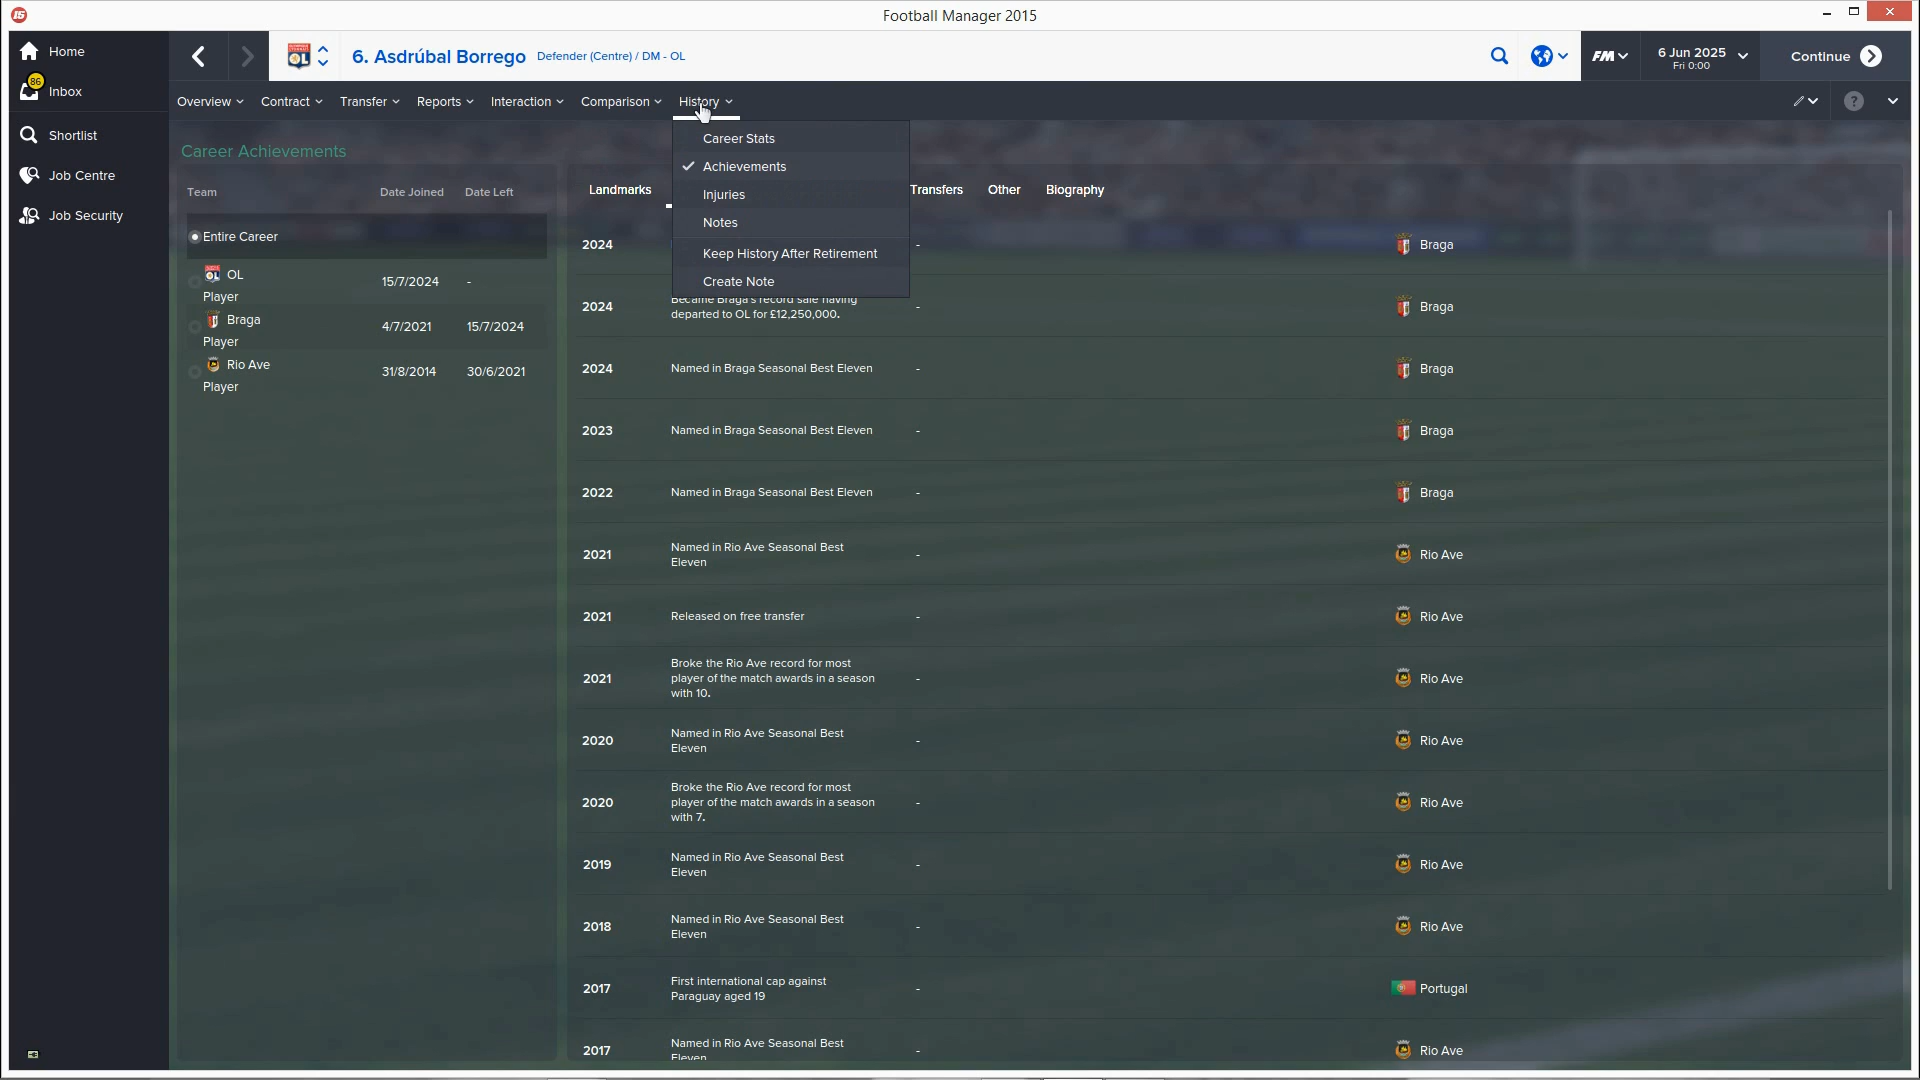 Football Manager 2015
Home
86
Inbox
Shortlist
Job Centre
Job Security
OL
6. Asdrúbal Borrego
Defender (Centre) / DM - OL
FM
6 Jun 2025
Fri 0:00
Continue
Overview
Contract
Transfer
Reports
Interaction
Comparison
History
?
Career Stats
Achievements
Injuries
Notes
Keep History After Retirement
Create Note
Career Achievements
Team Date Joined Date Left
Entire Career
OL
Player
15/7/2024 -
Braga
Player
4/7/2021 15/7/2024
Rio Ave
Player
31/8/2014 30/6/2021
Landmarks
Transfers
Other
Biography
2024 - Braga
2024
Became Braga's record sale having
departed to OL for £12,250,000.
- Braga
2024 Named in Braga Seasonal Best Eleven - Braga
2023 Named in Braga Seasonal Best Eleven - Braga
2022 Named in Braga Seasonal Best Eleven - Braga
2021
Named in Rio Ave Seasonal Best
Eleven
- Rio Ave
2021 Released on free transfer - Rio Ave
2021
Broke the Rio Ave record for most
player of the match awards in a season
with 10.
- Rio Ave
2020
Named in Rio Ave Seasonal Best
Eleven
- Rio Ave
2020
Broke the Rio Ave record for most
player of the match awards in a season
with 7.
- Rio Ave
2019
Named in Rio Ave Seasonal Best
Eleven
- Rio Ave
2018
Named in Rio Ave Seasonal Best
Eleven
- Rio Ave
2017
First international cap against
Paraguay aged 19
- Portugal
2017
Named in Rio Ave Seasonal Best
Eleven
- Rio Ave